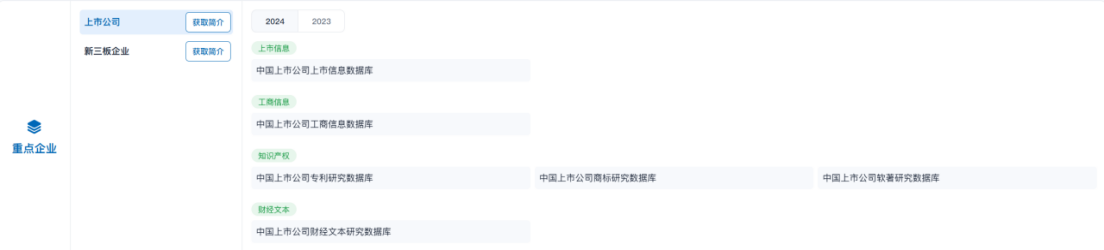 重点企业
上市公司 获取简介
新三板企业 获取简介
2024 2023
上市信息
中国上市公司上市信息数据库
工商信息
中国上市公司工商信息数据库
知识产权
中国上市公司专利研究数据库 中国上市公司商标研究数据库 中国上市公司软著研究数据库
财经文本
中国上市公司财经文本研究数据库